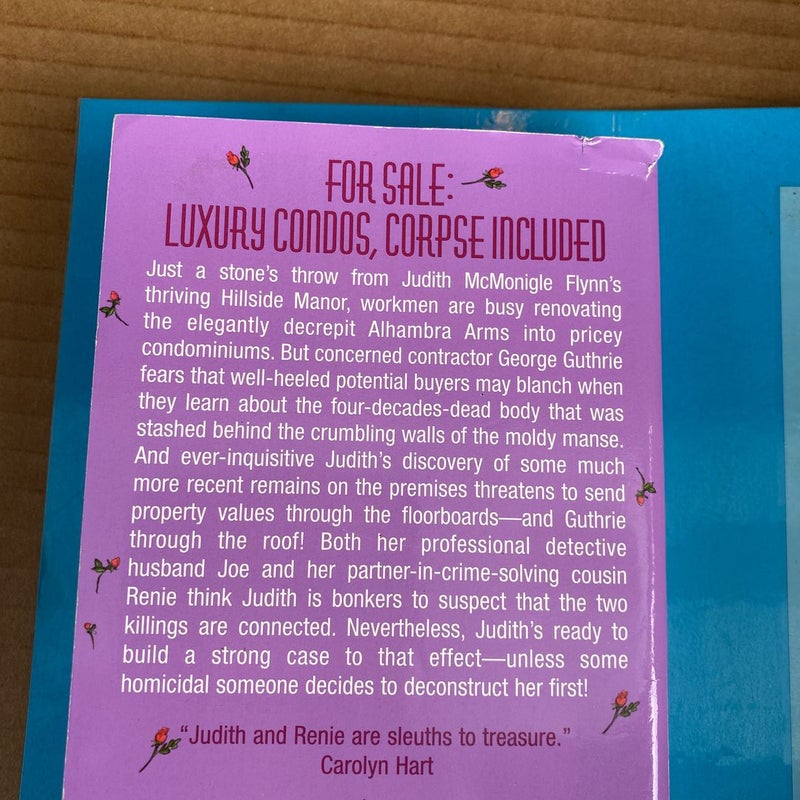 FOR SALE:
LUXURY CONDOS, CORPSE INCLUDED
Just a stone's throw from Judith McMonigle Flynn's
thriving Hillside Manor, workmen are busy renovating
the elegantly decrepit Alhambra Arms into pricey
condominiums. But concerned contractor George Guthrie
fears that well-heeled potential buyers may blanch when
they learn about the four-decades-dead body that was
stashed behind the crumbling walls of the moldy manse.
And ever-inquisitive Judith's discovery of some much
more recent remains on the premises threatens to send
property values through the floorboards—and Guthrie
through the roof! Both her professional detective
husband Joe and her partner-in-crime-solving cousin
Renie think Judith is bonkers to suspect that the two
killings are connected. Nevertheless, Judith's ready to
build a strong case to that effect—unless some
homicidal someone decides to deconstruct her first!
"Judith and Renie are sleuths to treasure."
Carolyn Hart